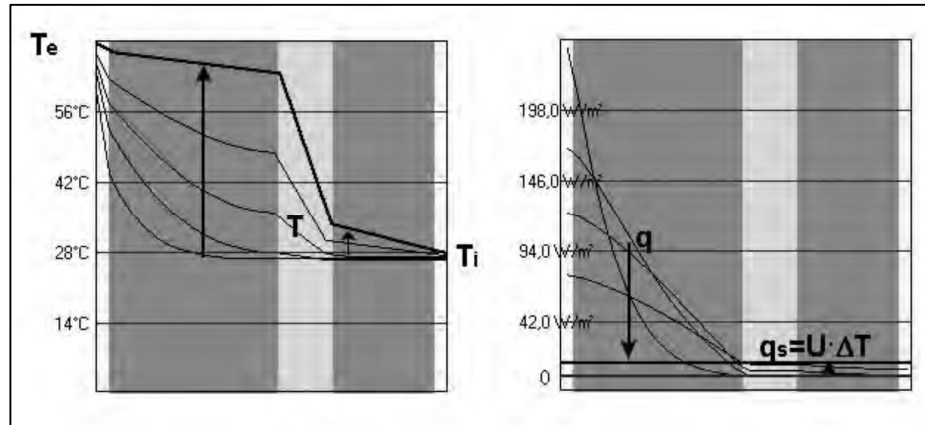 Te
56°C
42°C
T
28°C
Ti
14°C
198,0 W/m²
146,0 W/m²
q
94,0 W/m²
42,0 W/m²
qs=U·ΔT
0